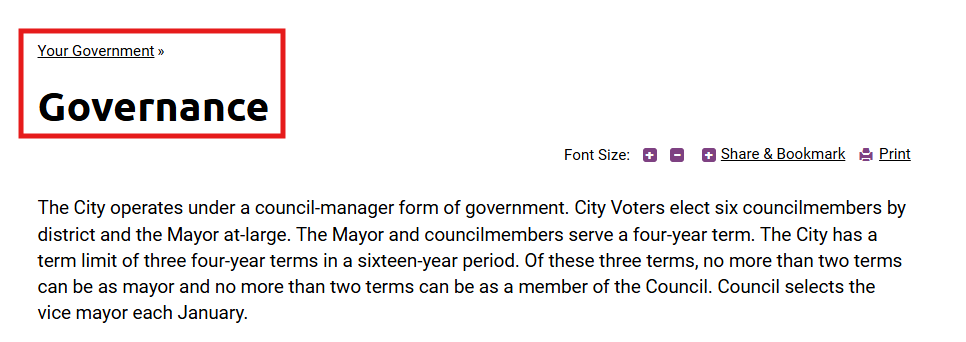 Your Government »
Governance
Font Size: + - + Share & Bookmark Print
The City operates under a council-manager form of government. City Voters elect six councilmembers by
district and the Mayor at-large. The Mayor and councilmembers serve a four-year term. The City has a
term limit of three four-year terms in a sixteen-year period. Of these three terms, no more than two terms
can be as mayor and no more than two terms can be as a member of the Council. Council selects the
vice mayor each January.